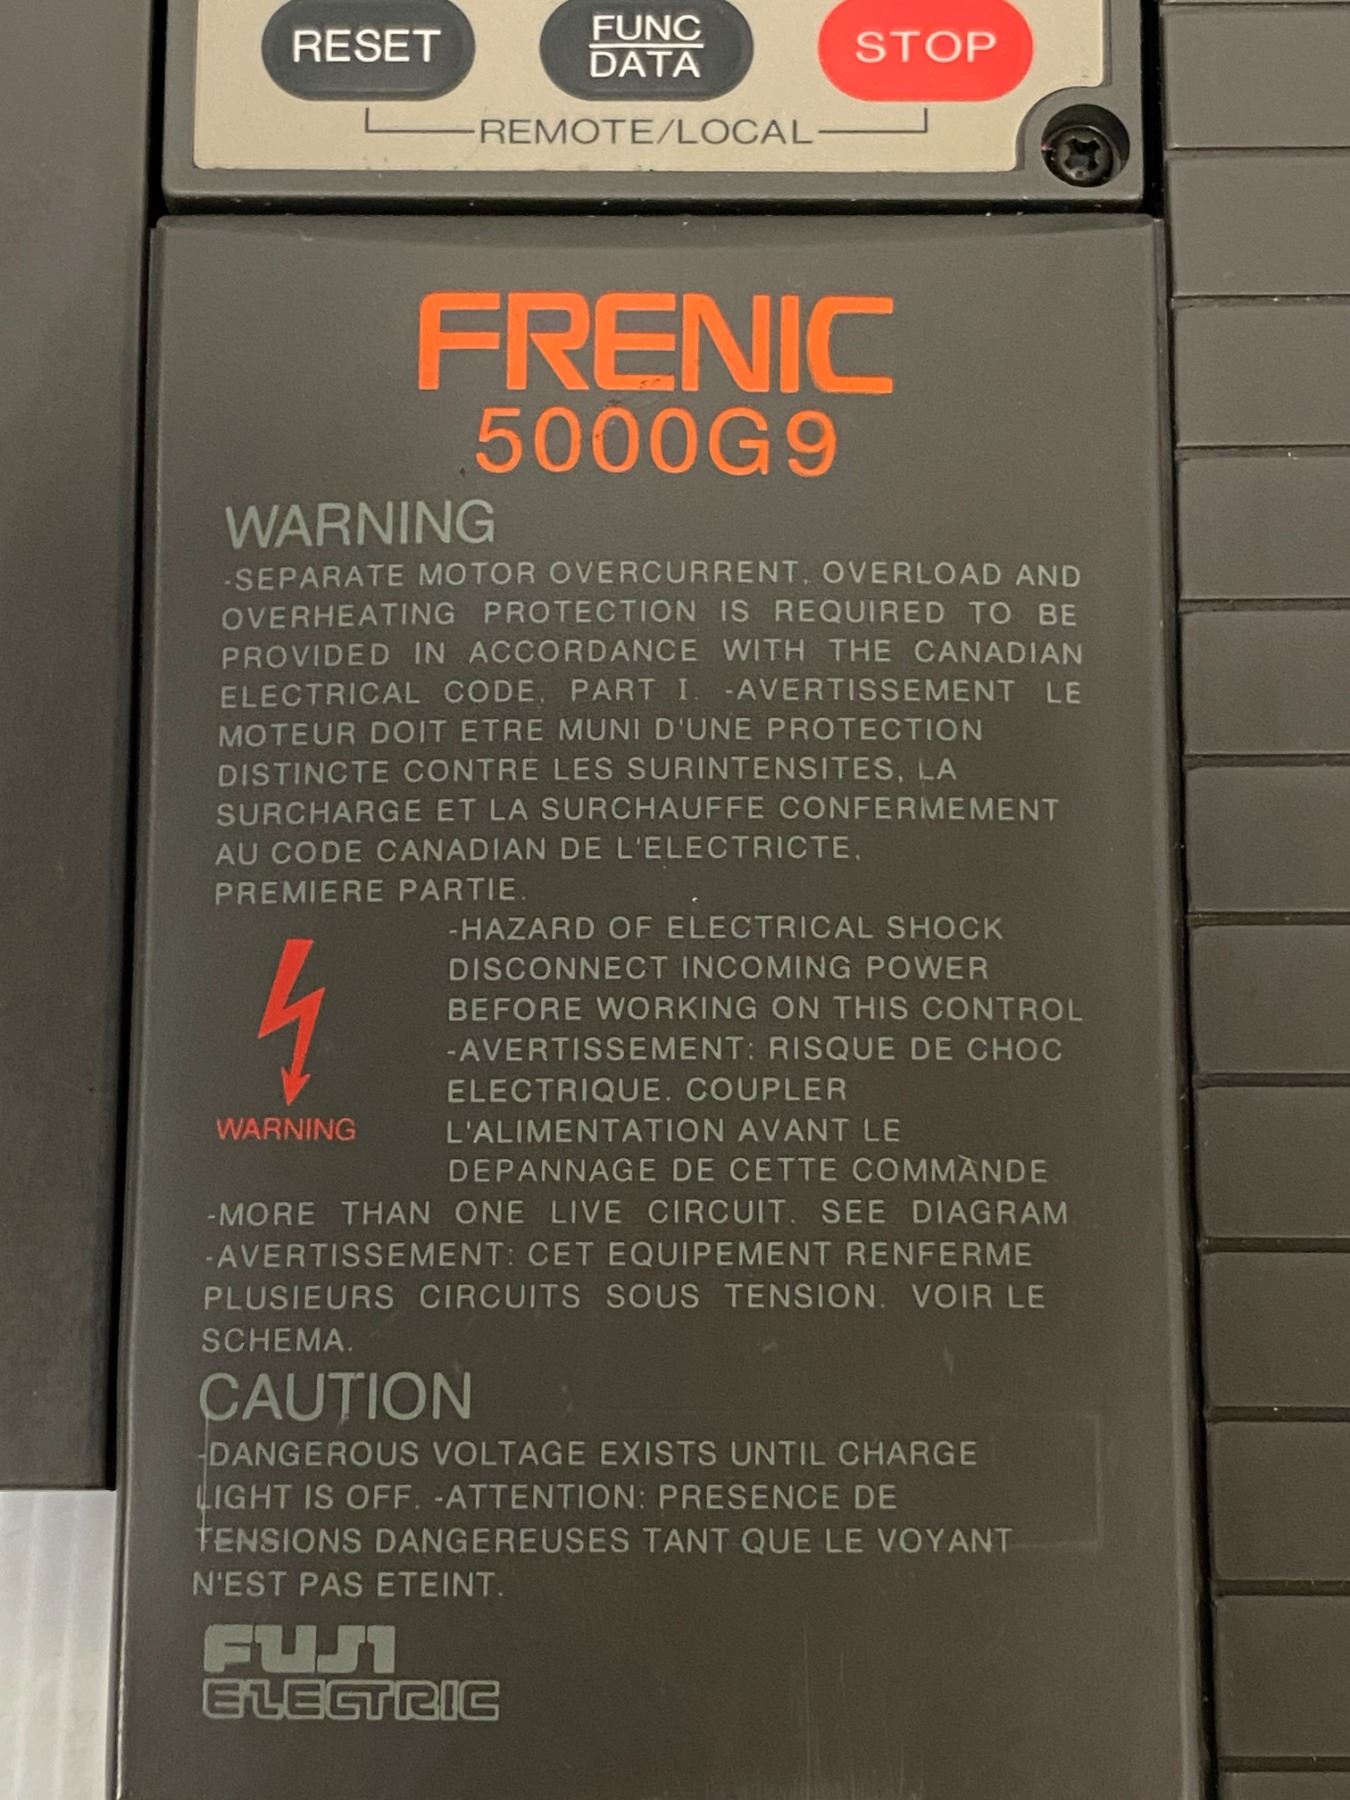 RESET
FUNC
DATA
STOP
REMOTE/LOCAL
FRENIC
5000G9
WARNING
-SEPARATE MOTOR OVERCURRENT, OVERLOAD AND
OVERHEATING PROTECTION IS REQUIRED TO BE
PROVIDED IN ACCORDANCE WITH THE CANADIAN
ELECTRICAL CODE, PART I. -AVERTISSEMENT LE
MOTEUR DOIT ETRE MUNI D'UNE PROTECTION
DISTINCTE CONTRE LES SURINTENSITES, LA
SURCHARGE ET LA SURCHAUFFE CONFERMEMENT
AU CODE CANADIAN DE L'ELECTRICTE,
PREMIERE PARTIE.
-HAZARD OF ELECTRICAL SHOCK
DISCONNECT INCOMING POWER
BEFORE WORKING ON THIS CONTROL
-AVERTISSEMENT: RISQUE DE CHOC
ELECTRIQUE. COUPLER
L'ALIMENTATION AVANT LE
DEPANNAGE DE CETTE COMMANDE
WARNING
-MORE THAN ONE LIVE CIRCUIT. SEE DIAGRAM
-AVERTISSEMENT: CET EQUIPEMENT RENFERME
PLUSIEURS CIRCUITS SOUS TENSION. VOIR LE
SCHEMA.
CAUTION
-DANGEROUS VOLTAGE EXISTS UNTIL CHARGE
LIGHT IS OFF. -ATTENTION: PRESENCE DE
TENSIONS DANGEREUSES TANT QUE LE VOYANT
N'EST PAS ETEINT.
FUJI
ELECTRIC